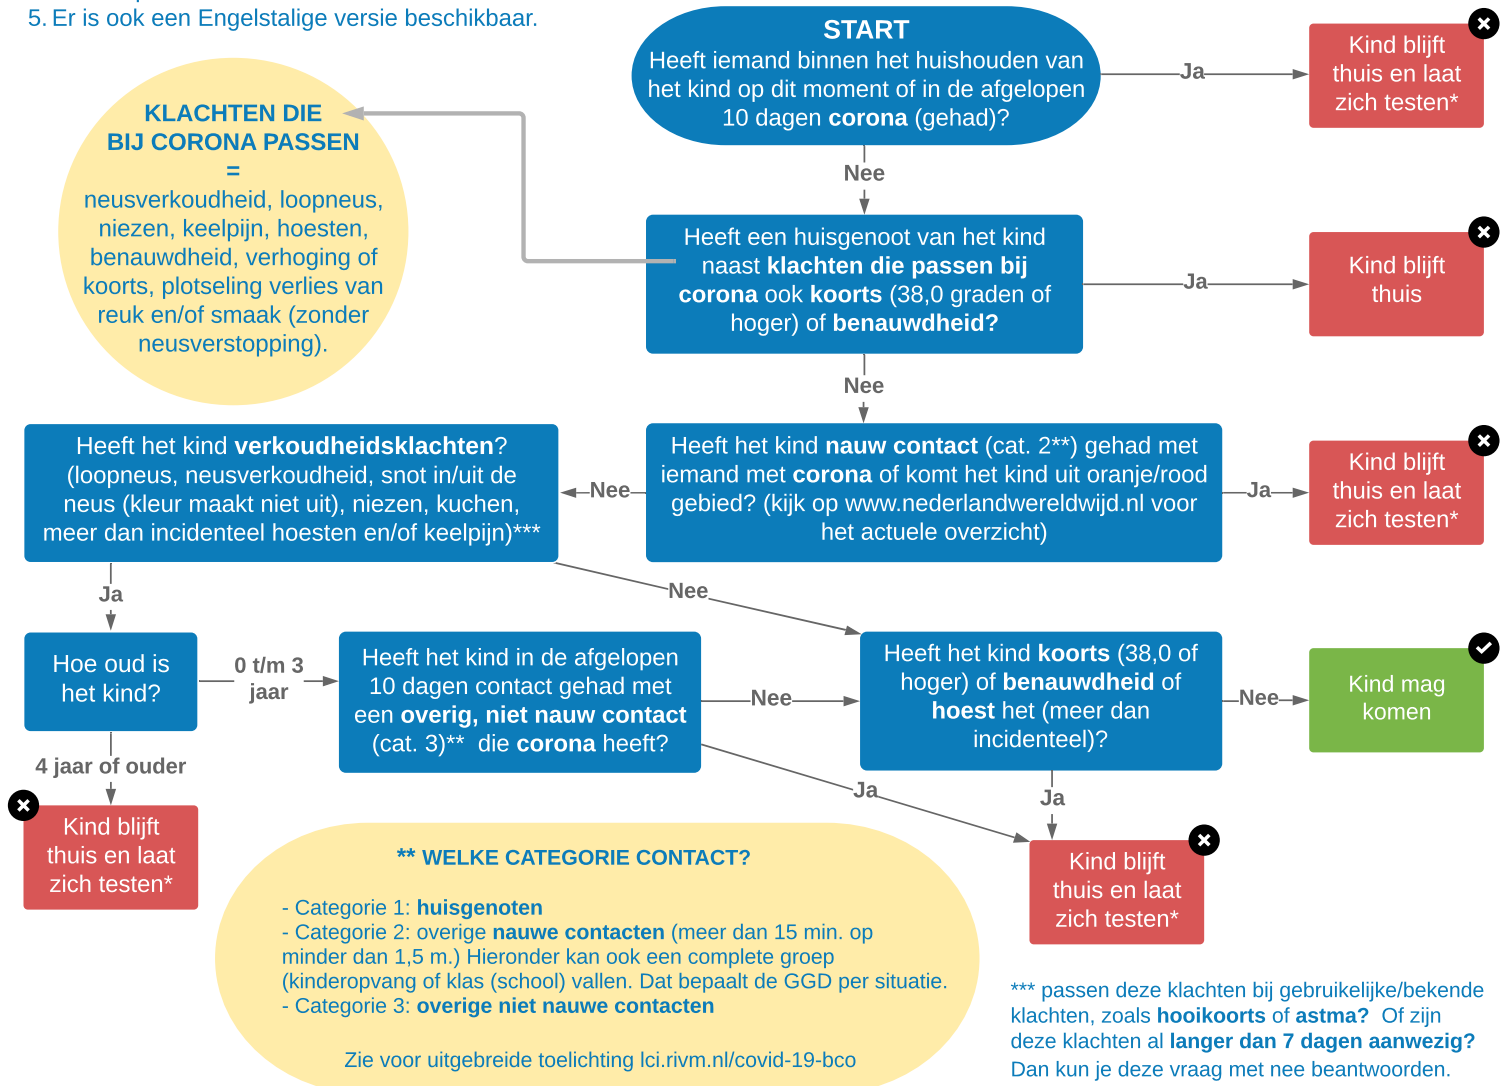 5. Er is ook een Engelstalige versie beschikbaar.
START
Heeft iemand binnen het huishouden van
het kind op dit moment of in de afgelopen
10 dagen corona (gehad)?
Ja
Kind blijft
thuis en laat
zich testen*
KLACHTEN DIE
BIJ CORONA PASSEN
=
neusverkoudheid, loopneus,
niezen, keelpijn, hoesten,
benauwdheid, verhoging of
koorts, plotseling verlies van
reuk en/of smaak (zonder
neusverstopping).
Nee
Heeft een huisgenoot van het kind
naast klachten die passen bij
corona ook koorts (38,0 graden of
hoger) of benauwdheid?
Ja
Kind blijft
thuis
Nee
Heeft het kind nauw contact (cat. 2**) gehad met
iemand met corona of komt het kind uit oranje/rood
gebied? (kijk op www.nederlandwereldwijd.nl voor
het actuele overzicht)
Ja
Kind blijft
thuis en laat
zich testen*
Nee
Heeft het kind verkoudheidsklachten?
(loopneus, neusverkoudheid, snot in/uit de
neus (kleur maakt niet uit), niezen, kuchen,
meer dan incidenteel hoesten en/of keelpijn)***
Ja
Nee
Hoe oud is
het kind?
0 t/m 3
jaar
Heeft het kind in de afgelopen
10 dagen contact gehad met
een overig, niet nauw contact
(cat. 3)** die corona heeft?
Nee
Heeft het kind koorts (38,0 of
hoger) of benauwdheid of
hoest het (meer dan
incidenteel)?
Nee
Kind mag
komen
4 jaar of ouder
Kind blijft
thuis en laat
zich testen*
Ja
Ja
Kind blijft
thuis en laat
zich testen*
** WELKE CATEGORIE CONTACT?
- Categorie 1: huisgenoten
- Categorie 2: overige nauwe contacten (meer dan 15 min. op
minder dan 1,5 m.) Hieronder kan ook een complete groep
(kinderopvang of klas (school) vallen. Dat bepaalt de GGD per situatie.
- Categorie 3: overige niet nauwe contacten
Zie voor uitgebreide toelichting lci.rivm.nl/covid-19-bco
*** passen deze klachten bij gebruikelijke/bekende
klachten, zoals hooikoorts of astma? Of zijn
deze klachten al langer dan 7 dagen aanwezig?
Dan kun je deze vraag met nee beantwoorden.